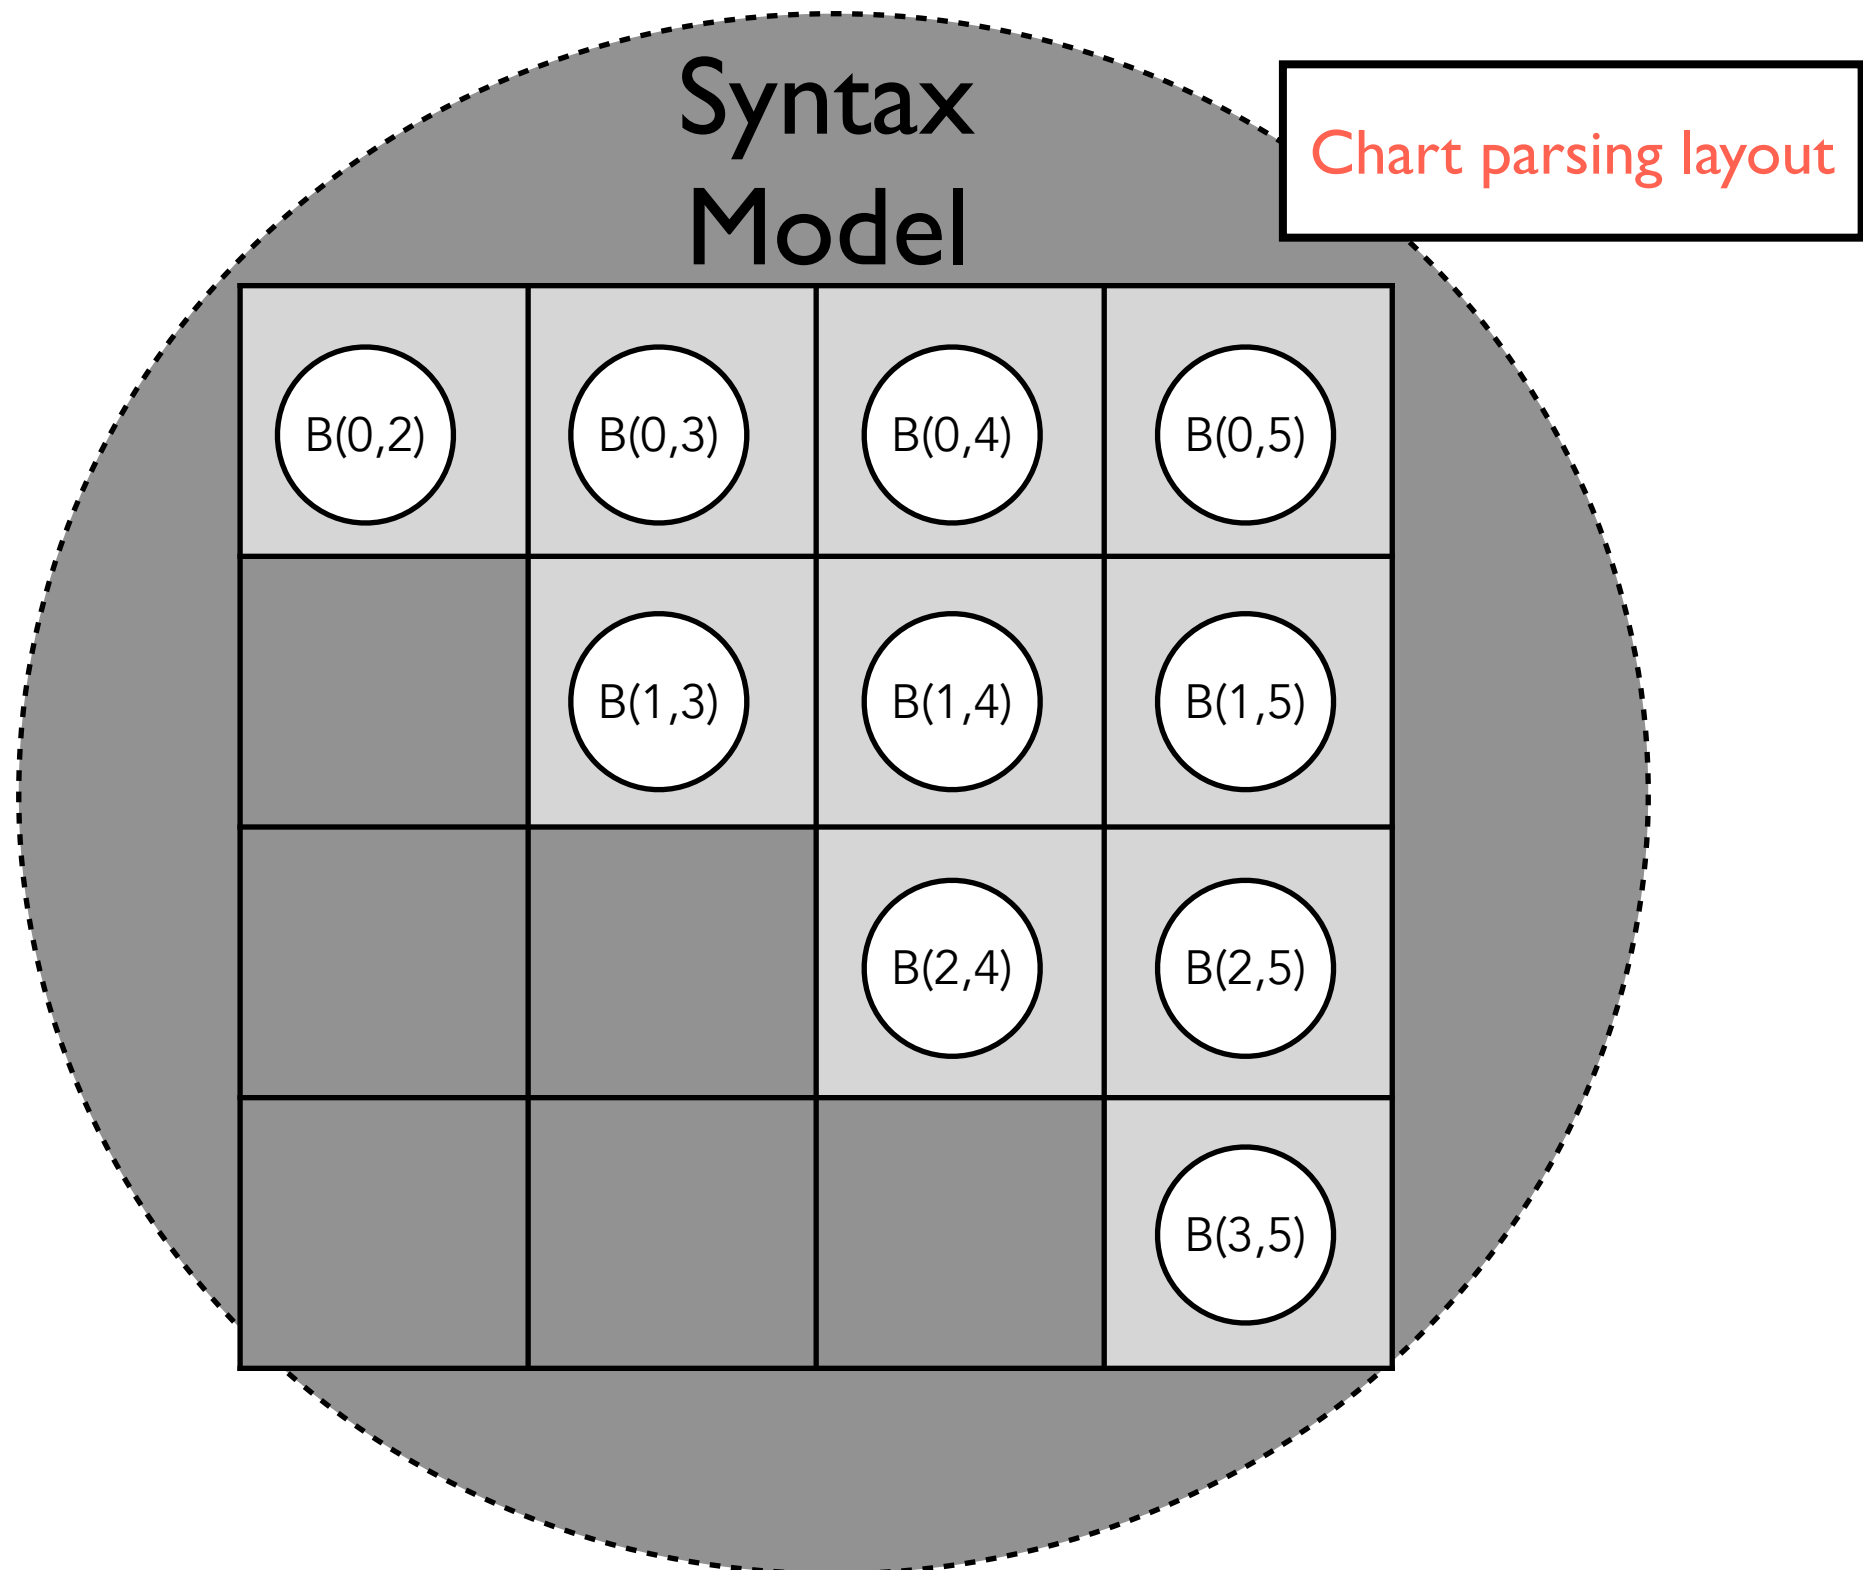 Syntax
Model
Chart parsing layout
B(0,2) B(0,3) B(0,4) B(0,5)
B(1,3) B(1,4) B(1,5)
B(2,4) B(2,5)
B(3,5)